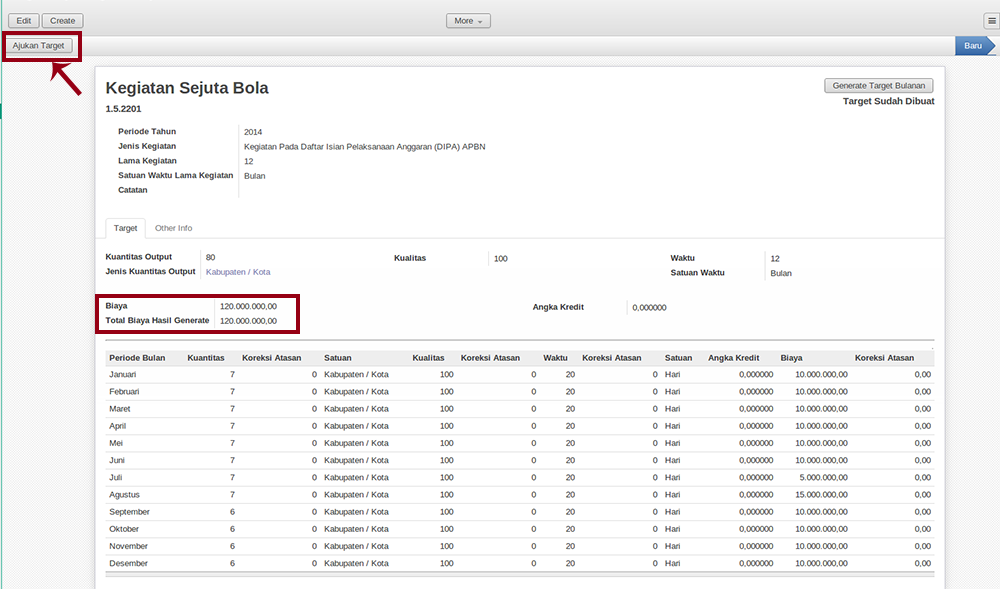 Edit Create More
Ajukan Target Baru
Kegiatan Sejuta Bola Generate Target Bulanan
1.5.2201 Target Sudah Dibuat
Periode Tahun 2014
Jenis Kegiatan Kegiatan Pada Daftar Isian Pelaksanaan Anggaran (DIPA) APBN
Lama Kegiatan 12
Satuan Waktu Lama Kegiatan Bulan
Catatan
Target Other Info
Kuantitas Output 80 Kualitas 100 Waktu 12
Jenis Kuantitas Output Kabupaten / Kota Satuan Waktu Bulan
Biaya 120.000.000,00 Angka Kredit 0,000000
Total Biaya Hasil Generate 120.000.000,00
Periode Bulan Kuantitas Koreksi Atasan Satuan Kualitas Koreksi Atasan Waktu Koreksi Atasan Satuan Angka Kredit Biaya Koreksi Atasan
Januari 7 0 Kabupaten / Kota 100 0 20 0 Hari 0,000000 10.000.000,00 0,00
Februari 7 0 Kabupaten / Kota 100 0 20 0 Hari 0,000000 10.000.000,00 0,00
Maret 7 0 Kabupaten / Kota 100 0 20 0 Hari 0,000000 10.000.000,00 0,00
April 7 0 Kabupaten / Kota 100 0 20 0 Hari 0,000000 10.000.000,00 0,00
Mei 7 0 Kabupaten / Kota 100 0 20 0 Hari 0,000000 10.000.000,00 0,00
Juni 7 0 Kabupaten / Kota 100 0 20 0 Hari 0,000000 10.000.000,00 0,00
Juli 7 0 Kabupaten / Kota 100 0 20 0 Hari 0,000000 5.000.000,00 0,00
Agustus 7 0 Kabupaten / Kota 100 0 20 0 Hari 0,000000 15.000.000,00 0,00
September 6 0 Kabupaten / Kota 100 0 20 0 Hari 0,000000 10.000.000,00 0,00
Oktober 6 0 Kabupaten / Kota 100 0 20 0 Hari 0,000000 10.000.000,00 0,00
November 6 0 Kabupaten / Kota 100 0 20 0 Hari 0,000000 10.000.000,00 0,00
Desember 6 0 Kabupaten / Kota 100 0 20 0 Hari 0,000000 10.000.000,00 0,00